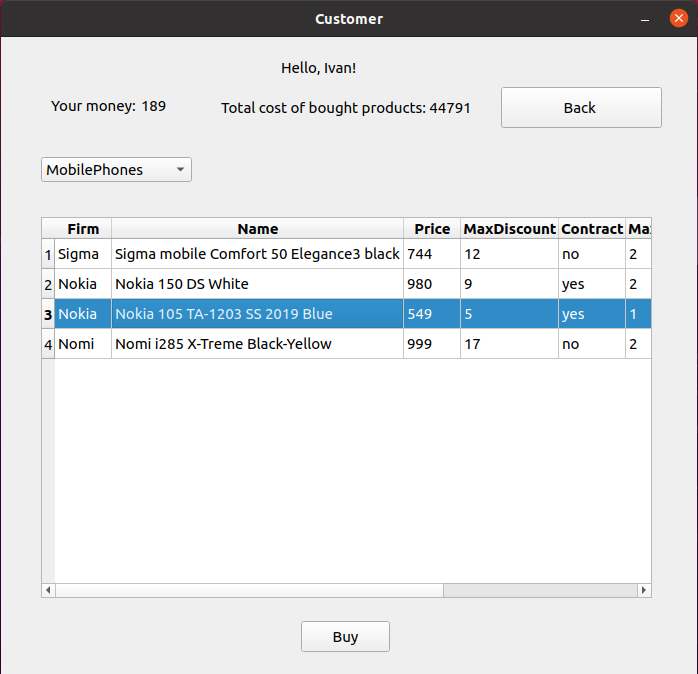 Customer
Hello, Ivan!
Your money: 189 Total cost of bought products: 44791 Back
MobilePhones
Firm Name Price MaxDiscount Contract Ma
1 Sigma Sigma mobile Comfort 50 Elegance3 black 744 12 no 2
2 Nokia Nokia 150 DS White 980 9 yes 2
3 Nokia Nokia 105 TA-1203 SS 2019 Blue 549 5 yes 1
4 Nomi Nomi i285 X-Treme Black-Yellow 999 17 no 2
Buy